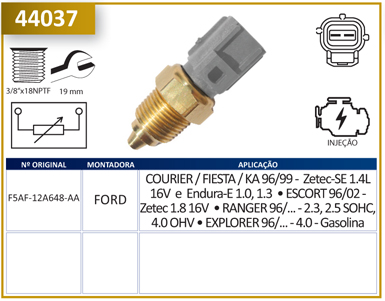 44037
3/8"x18NPTF
19 mm
INJEÇÃO
Nº ORIGINAL MONTADORA APLICAÇÃO
F5AF-12A648-AA FORD
COURIER / FIESTA / KA 96/99 - Zetec-SE 1.4L
16V e Endura-E 1.0, 1.3 • ESCORT 96/02 -
Zetec 1.8 16V • RANGER 96/... - 2.3, 2.5 SOHC,
4.0 OHV • EXPLORER 96/... - 4.0 - Gasolina